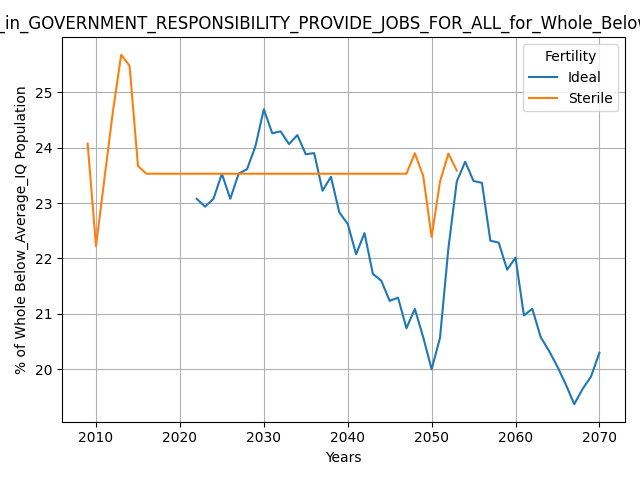 _in_GOVERNMENT_RESPONSIBILITY_PROVIDE_JOBS_FOR_ALL_for_Whole_Below
Fertility
Ideal
Sterile
% of Whole Below_Average_IQ Population
25
24
23
22
21
20
2010 2020 2030 2040 2050 2060 2070
Years